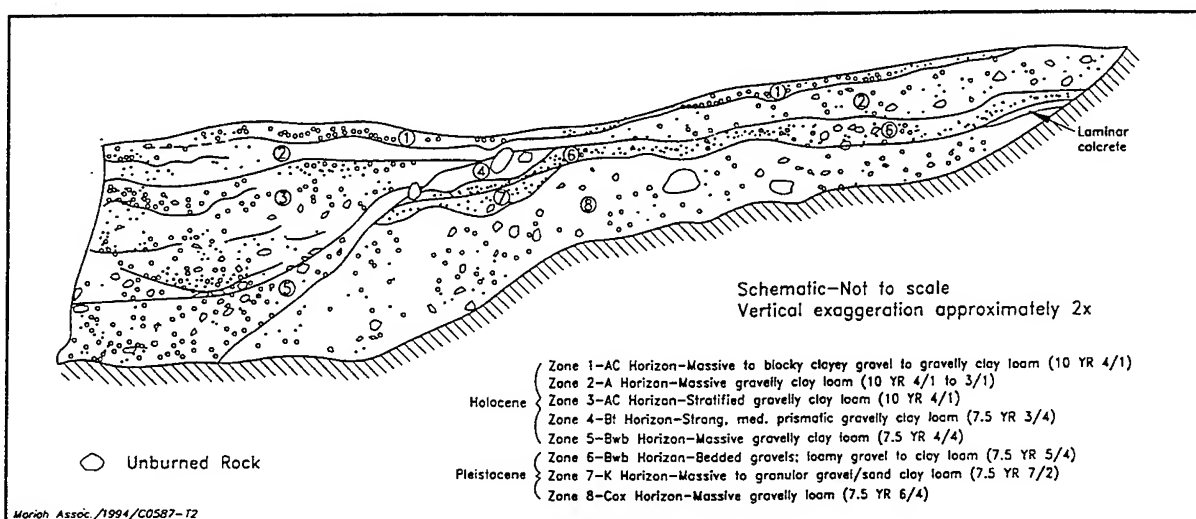 1
1
2
2
6
Laminar
calcrete
6
4
3
7
8
5
Schematic-Not to scale
Vertical exaggeration approximately 2x
Zone 1-AC Horizon-Massive to blocky clayey gravel to gravelly clay loam (10 YR 4/1)
Zone 2-A Horizon-Massive gravelly clay loam (10 YR 4/1 to 3/1)
Holocene Zone 3-AC Horizon-Stratified gravelly clay loam (10 YR 4/1)
Zone 4-Bt Horizon-Strong, med. prismatic gravelly clay loam (7.5 YR 3/4)
Zone 5-Bwb Horizon-Massive gravelly clay loam (7.5 YR 4/4)
Zone 6-Bwb Horizon-Bedded gravels; loamy gravel to clay loam (7.5 YR 5/4)
Pleistocene Zone 7-K Horizon-Massive to granular gravel/sand clay loam (7.5 YR 7/2)
Zone 8-Cox Horizon-Massive gravelly loam (7.5 YR 6/4)
Unburned Rock
Mariah Assoc./1994/C0587-T2